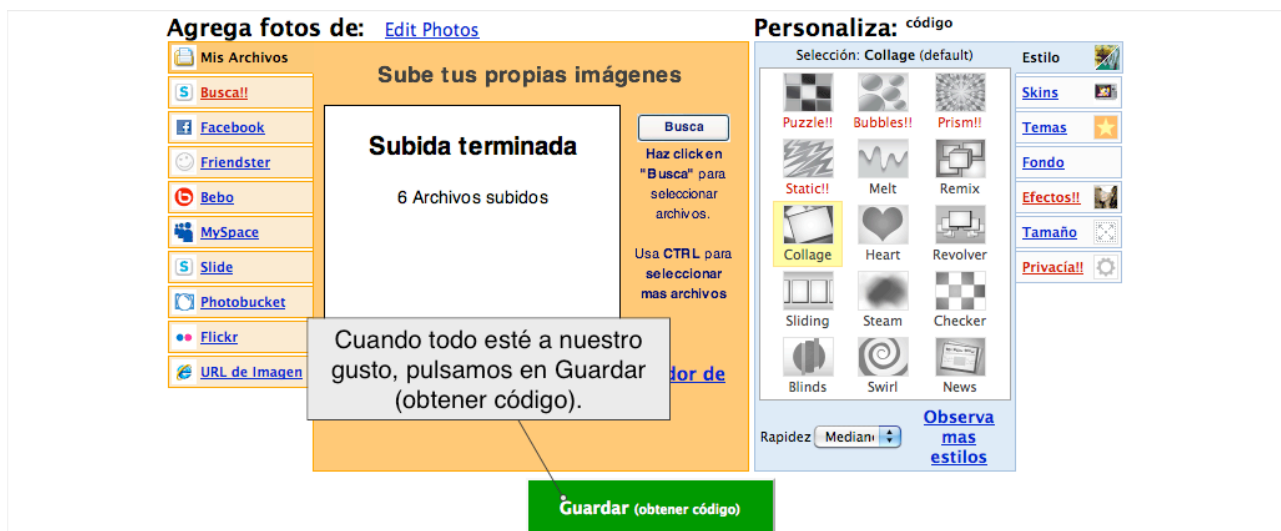 Agrega fotos de: Edit Photos
Mis Archivos
Busca!!
Facebook
Friendster
Bebo
MySpace
Slide
Photobucket
Flickr
URL de Imagen
Sube tus propias imágenes
Subida terminada
6 Archivos subidos
Busca
Haz click en
"Busca" para
seleccionar
archivos.
Usa CTRL para
seleccionar
mas archivos
dor de
Cuando todo esté a nuestro
gusto, pulsamos en Guardar
(obtener código).
Personaliza: código
Selección: Collage (default)
Puzzle!! Bubbles!! Prism!!
Static!! Melt Remix
Collage Heart Revolver
Sliding Steam Checker
Blinds Swirl News
Rapidez
Observa
mas
estilos
Estilo
Skins
Temas
Fondo
Efectos!!
Tamaño
Privacía!!
Guardar (obtener código)